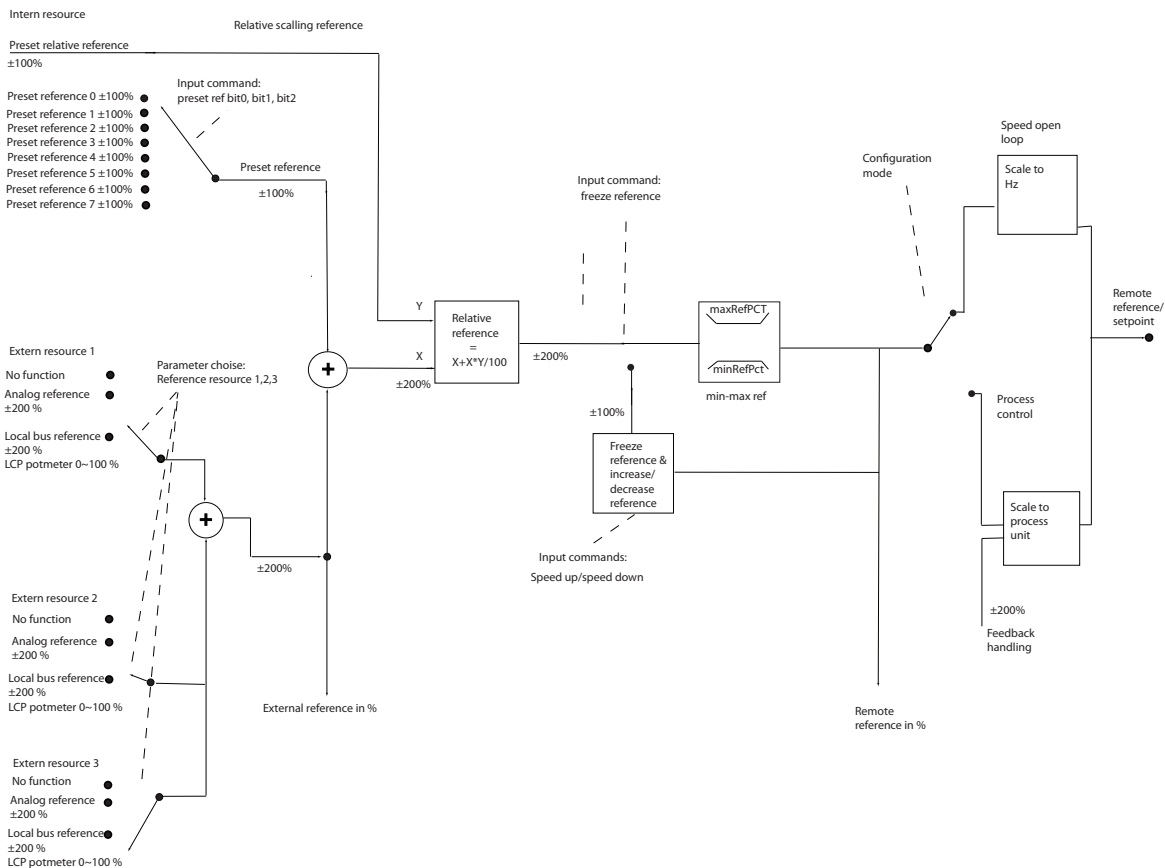 Intern resource
Relative scalling reference
Preset relative reference
±100%
Input command:
preset ref bit0, bit1, bit2
Preset reference 0 ±100%
Preset reference 1 ±100%
Preset reference 2 ±100%
Preset reference 3 ±100%
Preset reference 4 ±100%
Preset reference 5 ±100%
Preset reference 6 ±100%
Preset reference 7 ±100%
Preset reference
±100%
Input command:
freeze reference
Configuration
mode
Speed open
loop
Scale to
Hz
Remote
reference/
setpoint
Y
X
±200%
Relative
reference
=
X+X*Y/100
±200%
maxRefPCT
minRefPct
min-max ref
Extern resource 1
No function
Analog reference
±200 %
Local bus reference
±200 %
LCP potmeter 0~100 %
Parameter choise:
Reference resource 1,2,3
+
+
±200%
±100%
Freeze
reference &
increase/
decrease
reference
Input commands:
Speed up/speed down
Process
control
Scale to
process
unit
±200%
Feedback
handling
Extern resource 2
No function
Analog reference
±200 %
Local bus reference
±200 %
LCP potmeter 0~100 %
External reference in %
Remote
reference in %
Extern resource 3
No function
Analog reference
±200 %
Local bus reference
±200 %
LCP potmeter 0~100 %